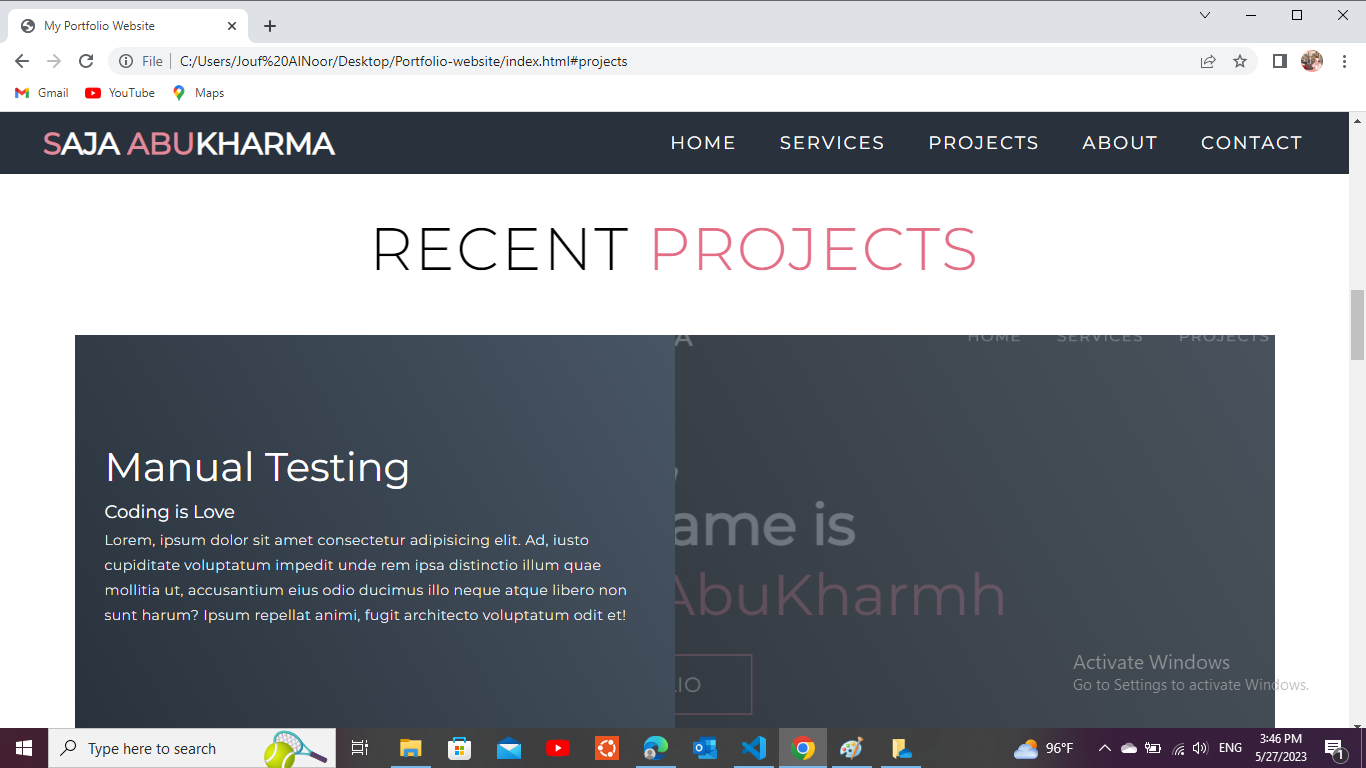 My Portfolio Website
File
C:/Users/Jouf%20AlNoor/Desktop/Portfolio-website/index.html#projects
Gmail YouTube Maps
SAJA ABUKHARMA HOME SERVICES PROJECTS ABOUT CONTACT
RECENT PROJECTS
A HOME SERVICES PROJECTS
Manual Testing
Coding is Love
Lorem, ipsum dolor sit amet consectetur adipisicing elit. Ad, iusto
cupiditate voluptatum impedit unde rem ipsa distinctio illum quae
mollitia ut, accusantium eius odio ducimus illo neque atque libero non
sunt harum? Ipsum repellat animi, fugit architecto voluptatum odit et!
ame is
AbuKharmh
LIO
Activate Windows
Go to Settings to activate Windows.
Type here to search
96°F
ENG
3:46 PM
5/27/2023
1